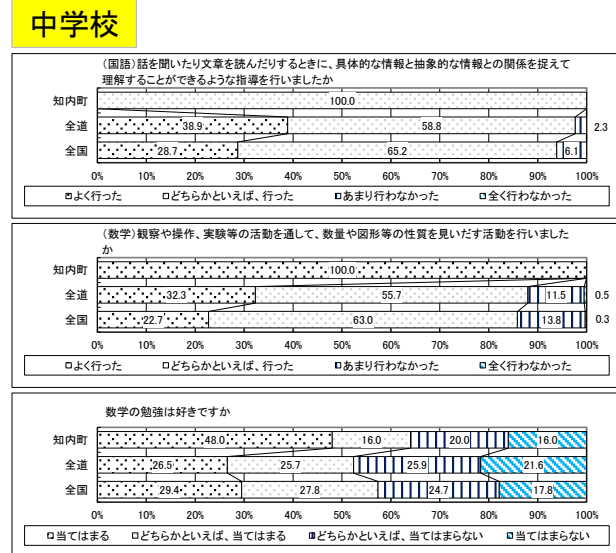 中学校
(国語)話を聞いたり文章を読んだりするときに、具体的な情報と抽象的な情報との関係を捉えて
理解することができるような指導を行いましたか
知内町 100.0
全道 38.9 58.8 2.3
全国 28.7 65.2 6.1
0% 10% 20% 30% 40% 50% 60% 70% 80% 90% 100%
よく行った どちらかといえば、行った あまり行わなかった 全く行わなかった
(数学)観察や操作、実験等の活動を通して、数量や図形等の性質を見いだす活動を行いました
か
知内町 100.0
全道 32.3 55.7 11.5 0.5
全国 22.7 63.0 13.8 0.3
0% 10% 20% 30% 40% 50% 60% 70% 80% 90% 100%
よく行った どちらかといえば、行った あまり行わなかった 全く行わなかった
数学の勉強は好きですか
知内町 48.0 16.0 20.0 16.0
全道 26.5 25.7 25.9 21.6
全国 29.4 27.8 24.7 17.8
0% 10% 20% 30% 40% 50% 60% 70% 80% 90% 100%
当てはまる どちらかといえば、当てはまる どちらかといえば、当てはまらない 当てはまらない